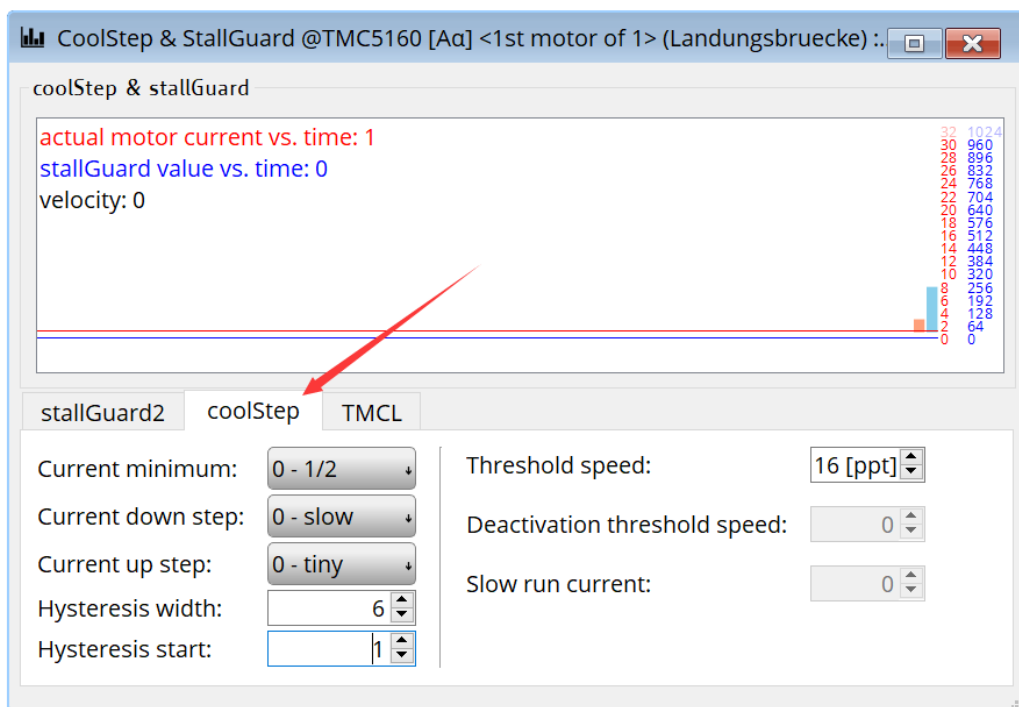 CoolStep & StallGuard @TMC5160 [Aα] <1st motor of 1> (Landungsbruecke) :..
coolStep & stallGuard
actual motor current vs. time: 1
stallGuard value vs. time: 0
velocity: 0
32 1024
30 960
28 896
26 832
24 768
22 704
20 640
18 576
16 512
14 448
12 384
10 320
8 256
6 192
4 128
2 64
0 0
stallGuard2 coolStep TMCL
Current minimum: 0 - 1/2 Threshold speed: 16 [ppt]
Current down step: 0 - slow Deactivation threshold speed: 0
Current up step: 0 - tiny Slow run current: 0
Hysteresis width: 6
Hysteresis start: 1